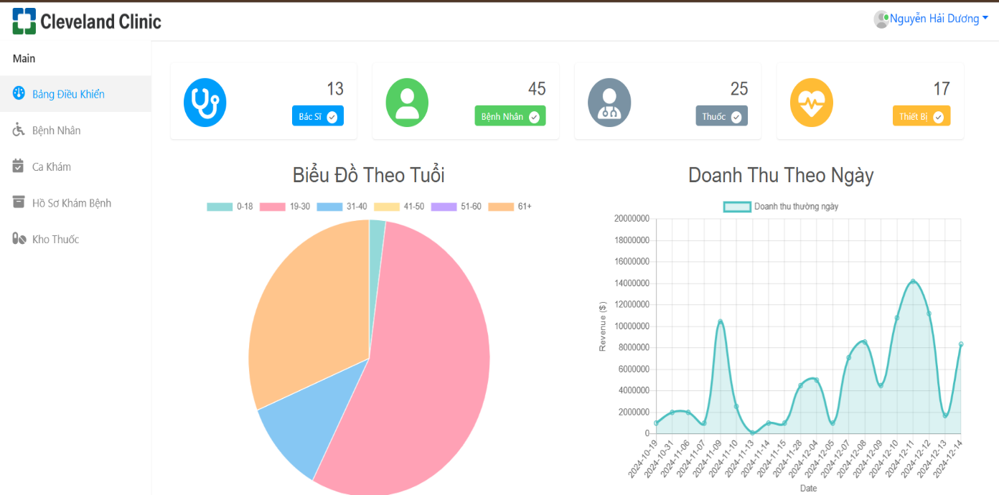 Cleveland Clinic
Nguyễn Hải Dương
Main
Bảng Điều Khiển
Bệnh Nhân
Ca Khám
Hồ Sơ Khám Bệnh
Kho Thuốc
13
Bác Sĩ
45
Bệnh Nhân
25
Thuốc
17
Thiết Bị
Biểu Đồ Theo Tuổi
0-18 19-30 31-40 41-50 51-60 61+
Doanh Thu Theo Ngày
Doanh thu thường ngày
Revenue ($)
20000000
18000000
16000000
14000000
12000000
10000000
8000000
6000000
4000000
2000000
0
2024-10-19
2024-10-31
2024-11-06
2024-11-07
2024-11-09
2024-11-10
2024-11-13
2024-11-14
2024-11-15
2024-11-28
2024-12-04
2024-12-05
2024-12-07
2024-12-08
2024-12-09
2024-12-10
2024-12-11
2024-12-12
2024-12-13
2024-12-14
Date